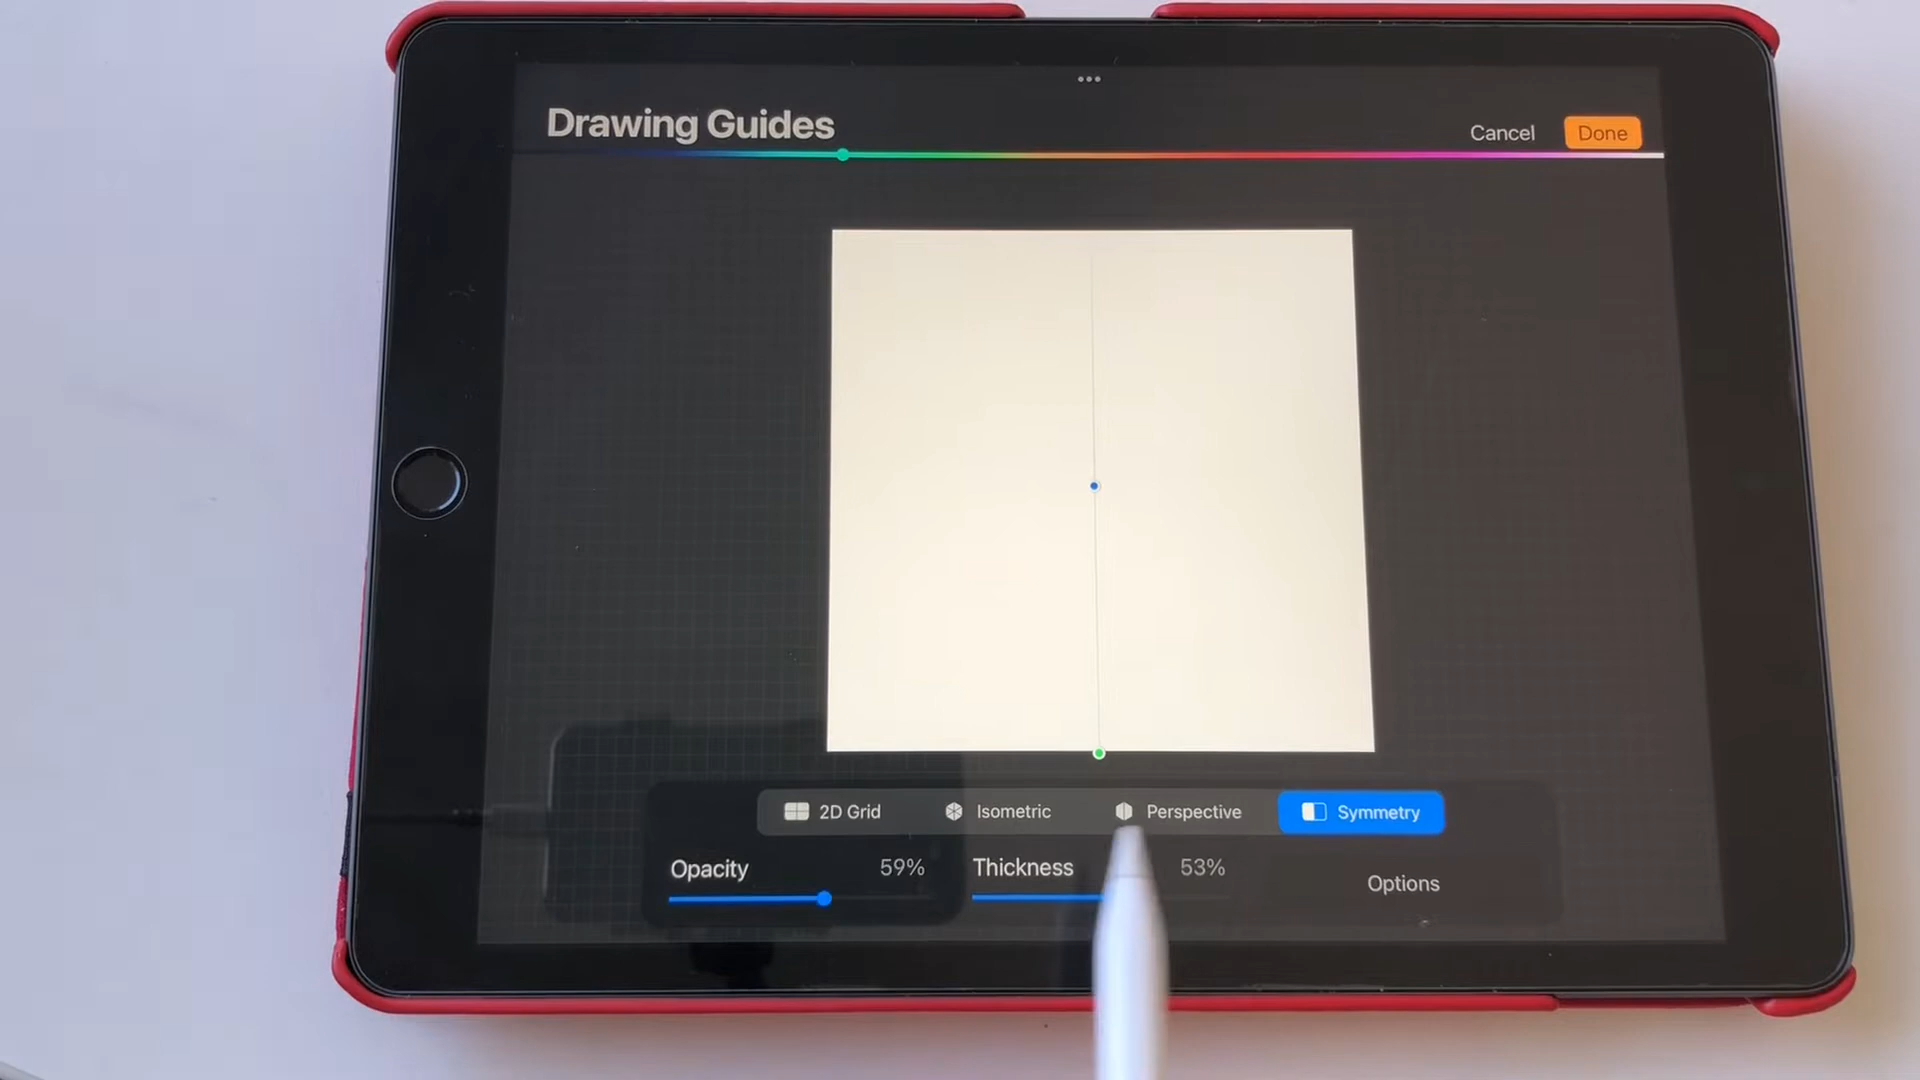 Drawing Guides
Cancel
Done
2D Grid
Isometric
Perspective
Symmetry
Opacity
59%
Thickness
53%
Options